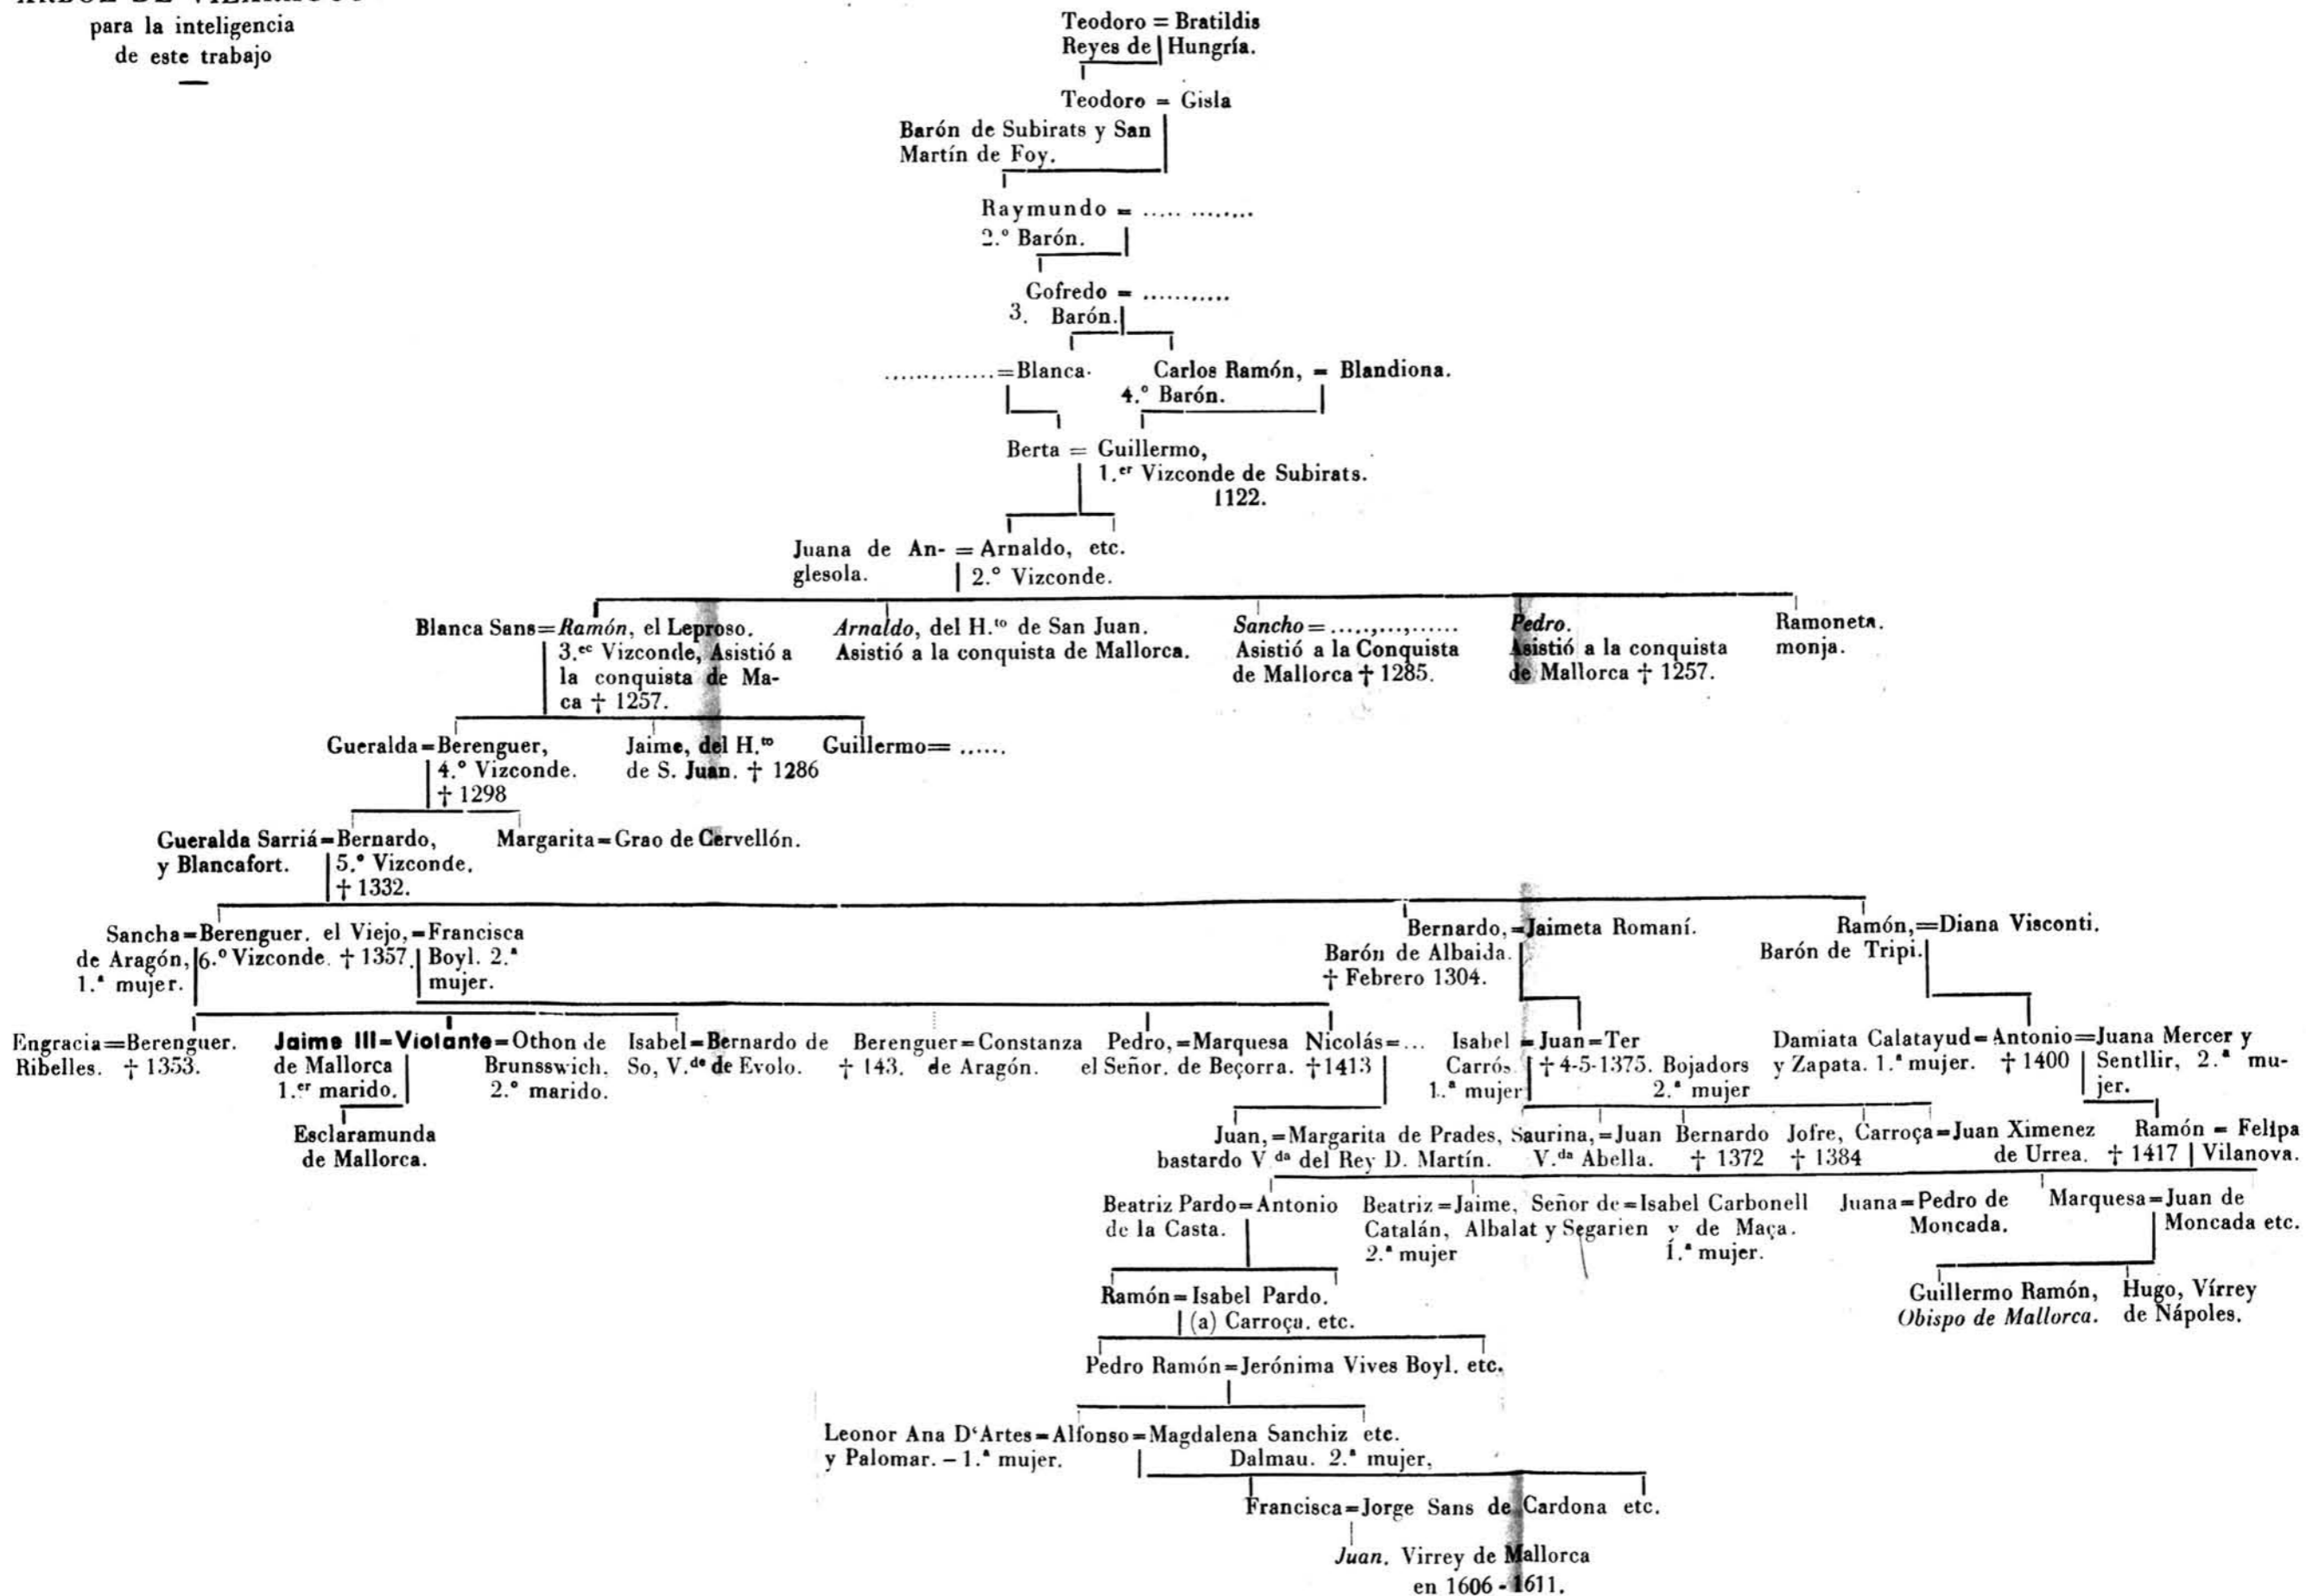 para la inteligencia
de este trabajo
Teodoro = Bratildis
Reyes de Hungría.
Teodoro = Gisla
Barón de Subirats y San
Martín de Foy.
Raymundo = ..... ........
2.º Barón.
Gofredo = ...........
3. Barón.
.............. =Blanca.
Carlos Ramón, = Blandiona.
4.º Barón.
Berta = Guillermo,
1.er Vizconde de Subirats.
1122.
Juana de An- = Arnaldo, etc.
glesola. 2.º Vizconde.
Blanca Sans=Ramón, el Leproso.
3.ec Vizconde, Asistió a
la conquista de Ma-
ca † 1257.
Arnaldo, del H.to de San Juan.
Asistió a la conquista de Mallorca.
Sancho=.....,...,......
Asistió a la Conquista
de Mallorca † 1285.
Pedro.
Asistió a la conquista
de Mallorca † 1257.
Ramoneta.
monja.
Gueralda=Berenguer,
4.º Vizconde.
† 1298
Jaime, del H.to
de S. Juan. † 1286
Guillermo= ......
Gueralda Sarriá=Bernardo,
y Blancafort. 5.º Vizconde.
† 1332.
Margarita=Grao de Cervellón.
Sancha=Berenguer. el Viejo,=Francisca
de Aragón, 6.º Vizconde. † 1357. Boyl. 2.ª
1.ª mujer. mujer.
Bernardo,=Jaimeta Romaní.
Barón de Albaida.
† Febrero 1304.
Ramón,=Diana Visconti.
Barón de Tripi.
Engracia=Berenguer.
Ribelles. † 1353.
Jaime III=Violante=Othon de
de Mallorca Brunsswich.
1.er marido. 2.º marido.
Isabel=Bernardo de
So, V.de de Evolo.
Berenguer=Constanza
† 143. de Aragón.
Pedro,=Marquesa
el Señor. de Beçorra.
Nicolás=...
†1413
Isabel =Juan=Ter
Carrós. † 4-5-1375. Bojadors
1.ª mujer 2.ª mujer
Damiata Calatayud=Antonio=Juana Mercer y
y Zapata. 1.ª mujer. † 1400 Sentllir, 2.ª mu-
jer.
Esclaramunda
de Mallorca.
Juan,=Margarita de Prades,
bastardo V.da del Rey D. Martín.
Saurina,=Juan
V.da Abella.
Bernardo
† 1372
Jofre,
† 1384
Carroça=Juan Ximenez
de Urrea.
Ramón = Felipa
† 1417 Vilanova.
Beatriz Pardo=Antonio
de la Casta.
Beatriz=Jaime, Señor de=Isabel Carbonell
Catalán, Albalat y Segarien y de Maça.
2.ª mujer 1.ª mujer.
Juana=Pedro de
Moncada.
Marquesa=Juan de
Moncada etc.
Ramón=Isabel Pardo.
(a) Carroça. etc.
Guillermo Ramón,
Obispo de Mallorca.
Hugo, Vírrey
de Nápoles.
Pedro Ramón=Jerónima Vives Boyl. etc.
Leonor Ana D‘Artes=Alfonso=Magdalena Sanchiz etc.
y Palomar. – 1.ª mujer. Dalmau. 2.ª mujer,
Francisca=Jorge Sans de Cardona etc.
Juan. Virrey de Mallorca
en 1606 - 1611.